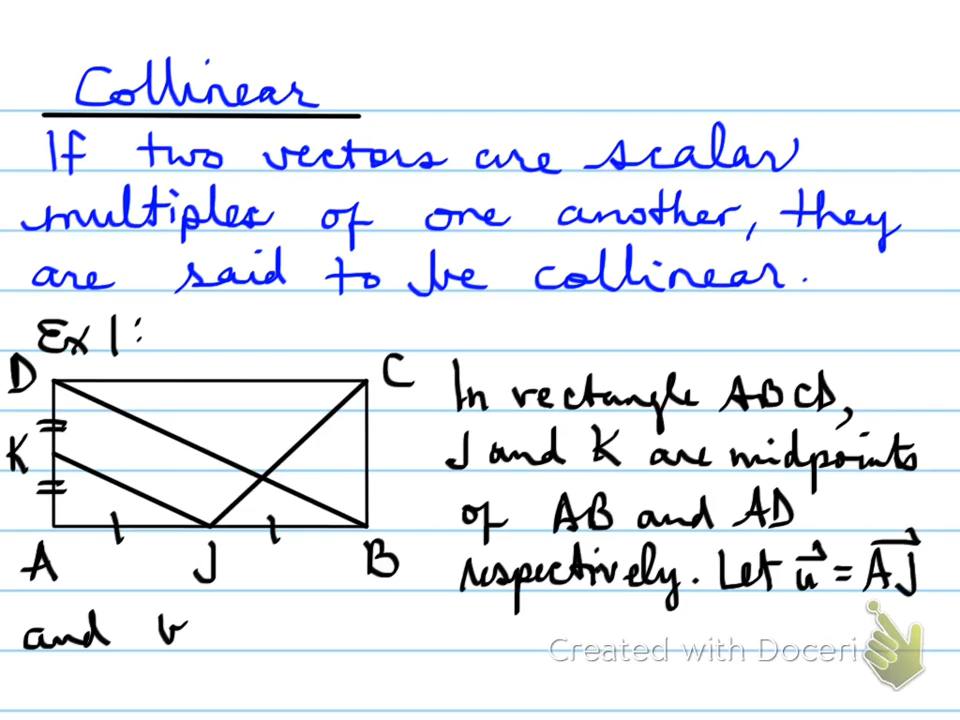 Collinear
If two vectors are scalar
multiples of one another, they
are said to be collinear.
Ex 1:
D
C
K
A
J
B
In rectangle ABCD,
J and K are midpoints
of AB and AD
respectively. Let u⃗ = AJ⃗
and v
Created with Doceri